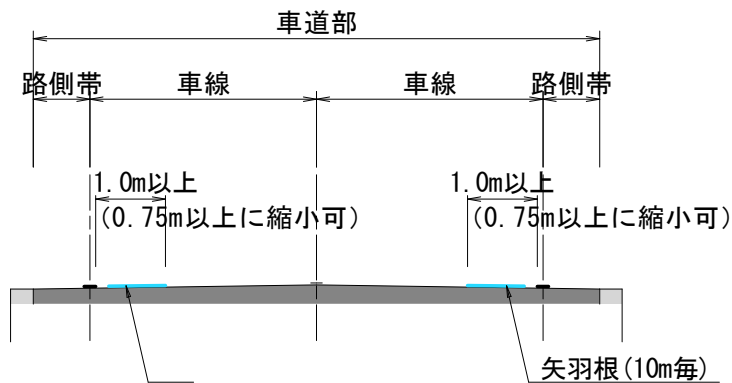 車道部
路側帯 車線 車線 路側帯
1.0m以上 1.0m以上
(0.75m以上に縮小可) (0.75m以上に縮小可)
矢羽根(10m毎)